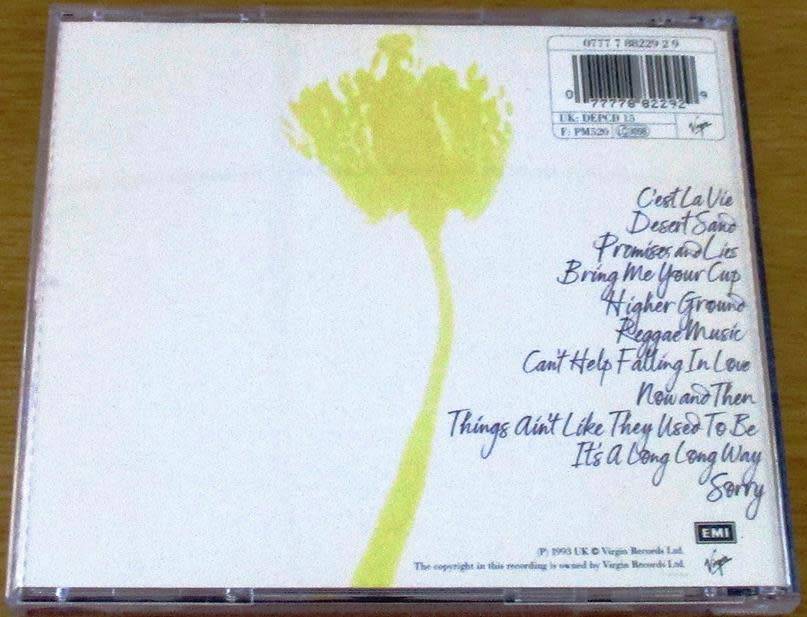 0777 7 88229 2 9
0 77778 82292 9
UK: DEPCD 15
F: PM520
Virgin
C'est La Vie
Desert Sand
Promises and Lies
Bring Me Your Cup
Higher Ground
Reggae Music
Can't Help Falling In Love
Now and Then
Things Ain't Like They Used To Be
It's A Long Long Way
Sorry
EMI
(P) 1993 UK © Virgin Records Ltd.
The copyright in this recording is owned by Virgin Records Ltd.
Virgin